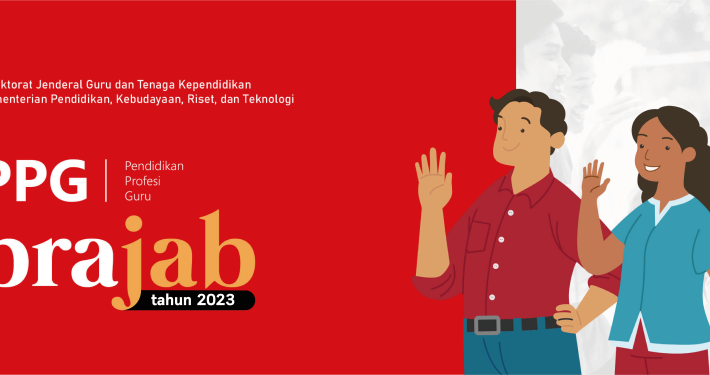 ktorat Jenderal Guru dan Tenaga Kependidikan
menterian Pendidikan, Kebudayaan, Riset, dan Teknologi
PPG
Pendidikan
Profesi
Guru
prajab
tahun 2023